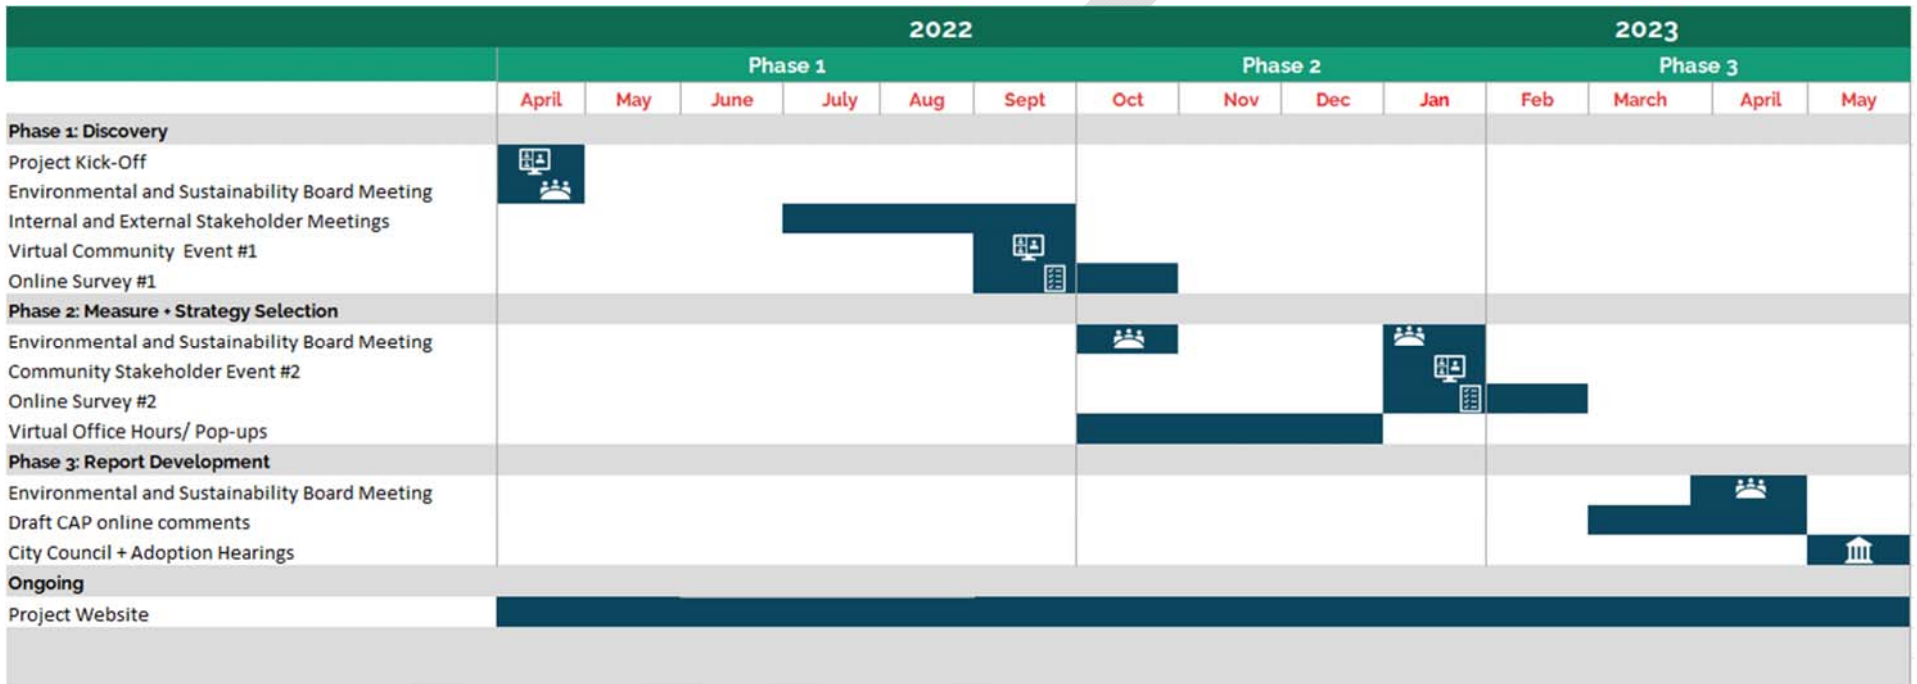 2022 2023
Phase 1 Phase 2 Phase 3
April May June July Aug Sept Oct Nov Dec Jan Feb March April May
Phase 1: Discovery
Project Kick-Off
Environmental and Sustainability Board Meeting
Internal and External Stakeholder Meetings
Virtual Community Event #1
Online Survey #1
Phase 2: Measure + Strategy Selection
Environmental and Sustainability Board Meeting
Community Stakeholder Event #2
Online Survey #2
Virtual Office Hours/ Pop-ups
Phase 3: Report Development
Environmental and Sustainability Board Meeting
Draft CAP online comments
City Council + Adoption Hearings
Ongoing
Project Website